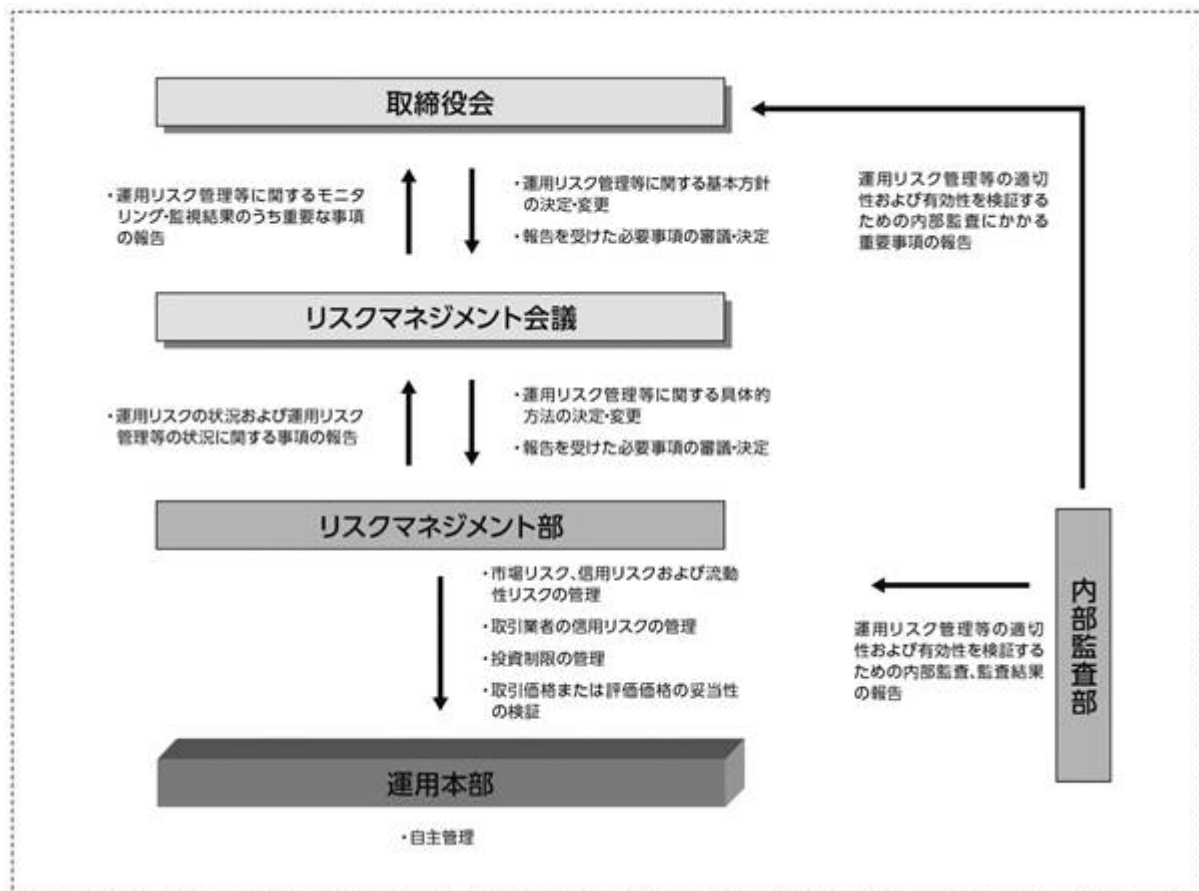 取締役会
・運用リスク管理等に関するモニタ
リング・監視結果のうち重要な事項
の報告
・運用リスク管理等に関する基本方針
の決定・変更
・報告を受けた必要事項の審議・決定
運用リスク管理等の適切
性および有効性を検証する
ための内部監査にかかる
重要事項の報告
リスクマネジメント会議
・運用リスクの状況および運用リスク
管理等の状況に関する事項の報告
・運用リスク管理等に関する具体的
方法の決定・変更
・報告を受けた必要事項の審議・決定
リスクマネジメント部
・市場リスク、信用リスクおよび流動
性リスクの管理
・取引業者の信用リスクの管理
・投資制限の管理
・取引価格または評価価格の妥当性
の検証
運用リスク管理等の適切
性および有効性を検証する
ための内部監査、監査結果
の報告
内部監査部
運用本部
・自主管理